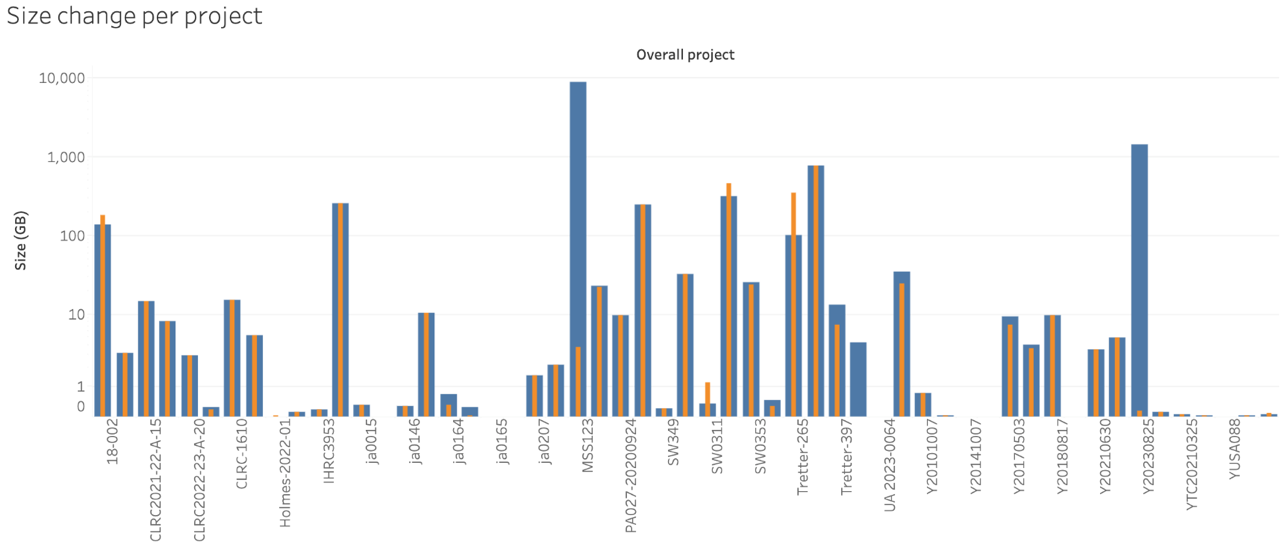 Size change per project
Overall project
Size (GB)
10,000
1,000
100
10
1
0
18-002
CLRC2021-22-A-15
CLRC2022-23-A-20
CLRC-1610
Holmes-2022-01
IHRC3953
ja0015
ja0146
ja0164
ja0165
ja0207
MSS123
PA027-20200924
SW349
SW0311
SW0353
Tretter-265
Tretter-397
UA 2023-0064
Y20101007
Y20141007
Y20170503
Y20180817
Y20210630
Y20230825
YTC20210325
YUSA088